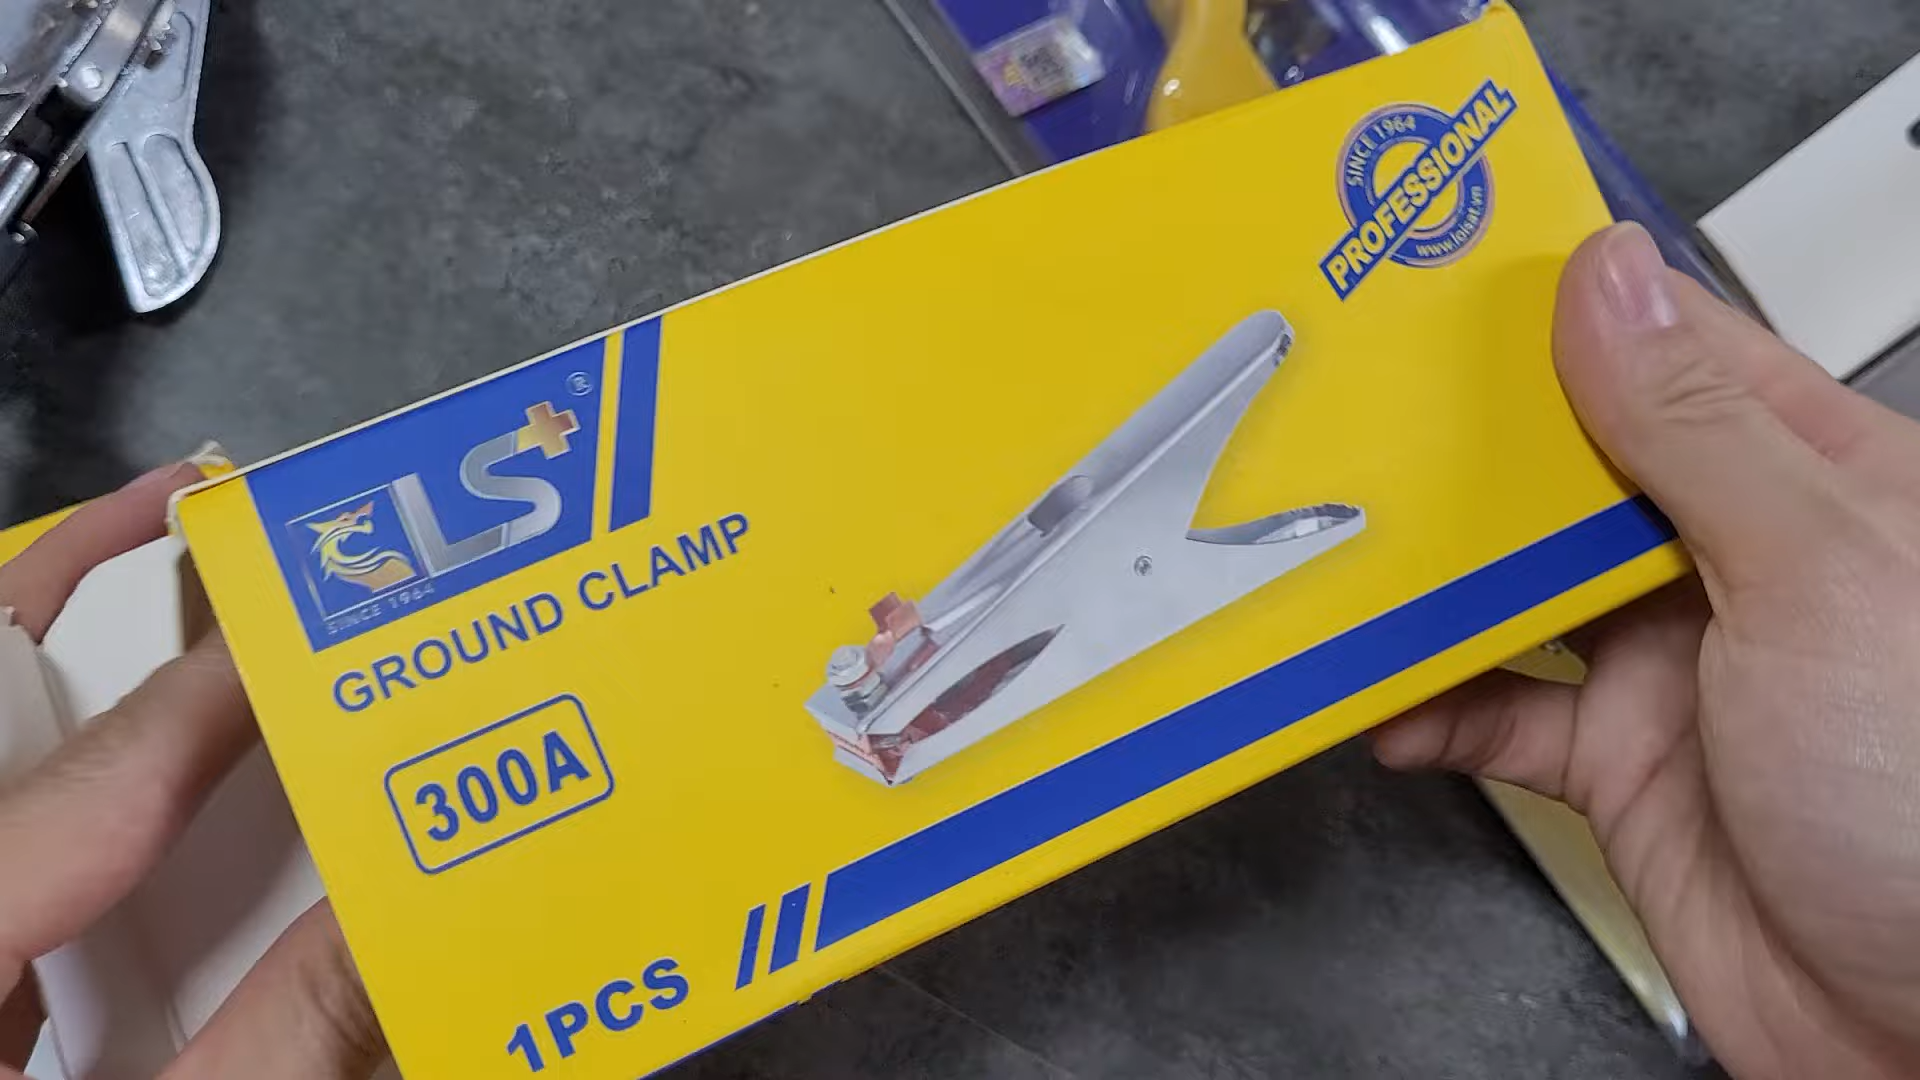 LS+®
SINCE 1964
GROUND CLAMP
300A
1PCS
SINCE 1964
PROFESSIONAL
www.loisat.vn